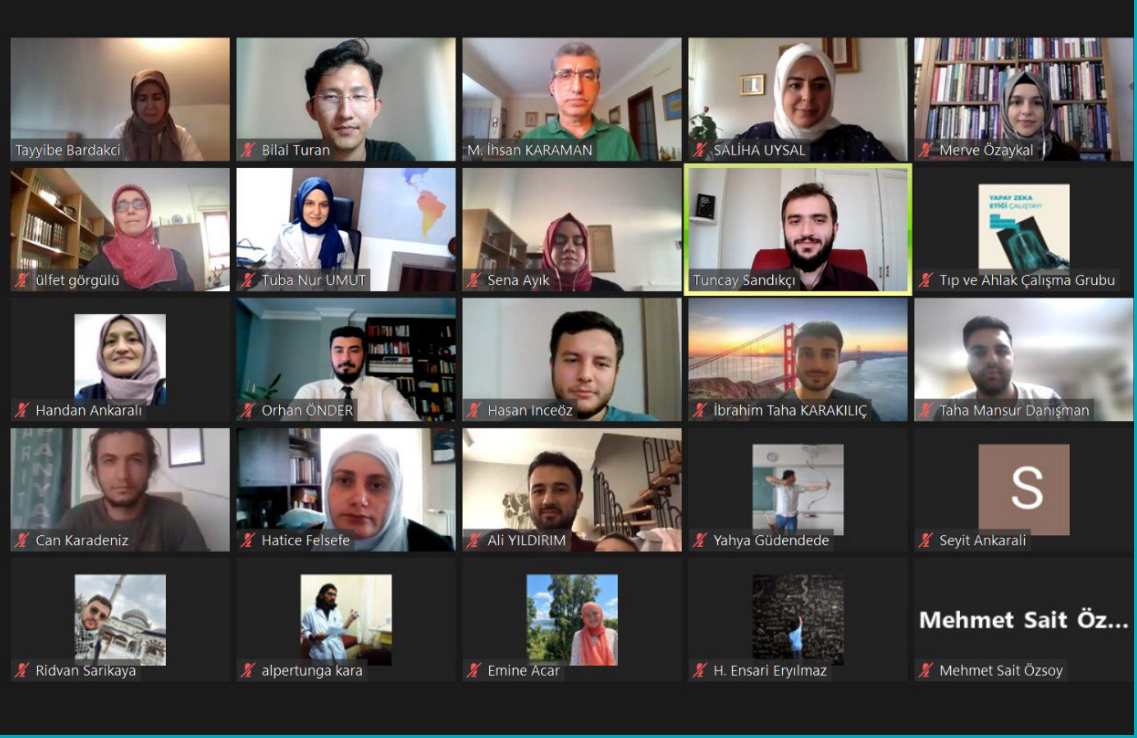 Tayyibe Bardakci
Bilal Turan
M. İhsan KARAMAN
SALİHA UYSAL
Merve Özaykal
ülfet görgülü
Tuba Nur UMUT
Sena Ayık
Tuncay Sandıkçı
YAPAY ZEKA
ETİĞİ ÇALIŞTAYI
Tıp ve Ahlak Çalışma Grubu
Handan Ankaralı
Orhan ÖNDER
Hasan İnceöz
İbrahim Taha KARAKILIÇ
Taha Mansur Danışman
Can Karadeniz
Hatice Felsefe
Ali YILDIRIM
Yahya Güdendede
S
Seyit Ankarali
Ridvan Sarikaya
alpertunga kara
Emine Acar
H. Ensari Eryılmaz
Mehmet Sait Öz...
Mehmet Sait Özsoy